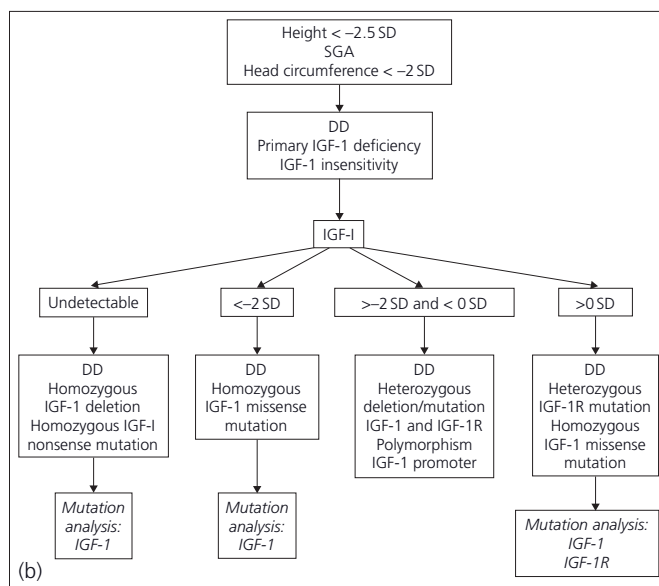 Height < –2.5 SD
SGA
Head circumference < –2 SD
DD
Primary IGF-1 deficiency
IGF-1 insensitivity
IGF-I
Undetectable
<–2 SD
>–2 SD and < 0 SD
>0 SD
DD
Homozygous
IGF-1 deletion
Homozygous IGF-I
nonsense mutation
DD
Homozygous
IGF-1 missense
mutation
DD
Heterozygous
deletion/mutation
IGF-1 and IGF-1R
Polymorphism
IGF-1 promoter
DD
Heterozygous
IGF-1R mutation
Homozygous
IGF-1 missense
mutation
Mutation
analysis:
IGF-1
Mutation
analysis:
IGF-1
Mutation analysis:
IGF-1
IGF-1R
(b)